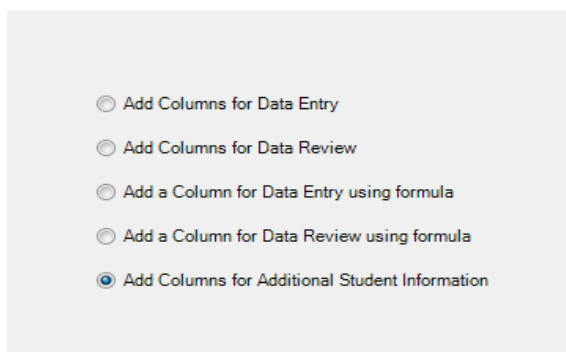 Add Columns for Data Entry
Add Columns for Data Review
Add a Column for Data Entry using formula
Add a Column for Data Review using formula
Add Columns for Additional Student Information